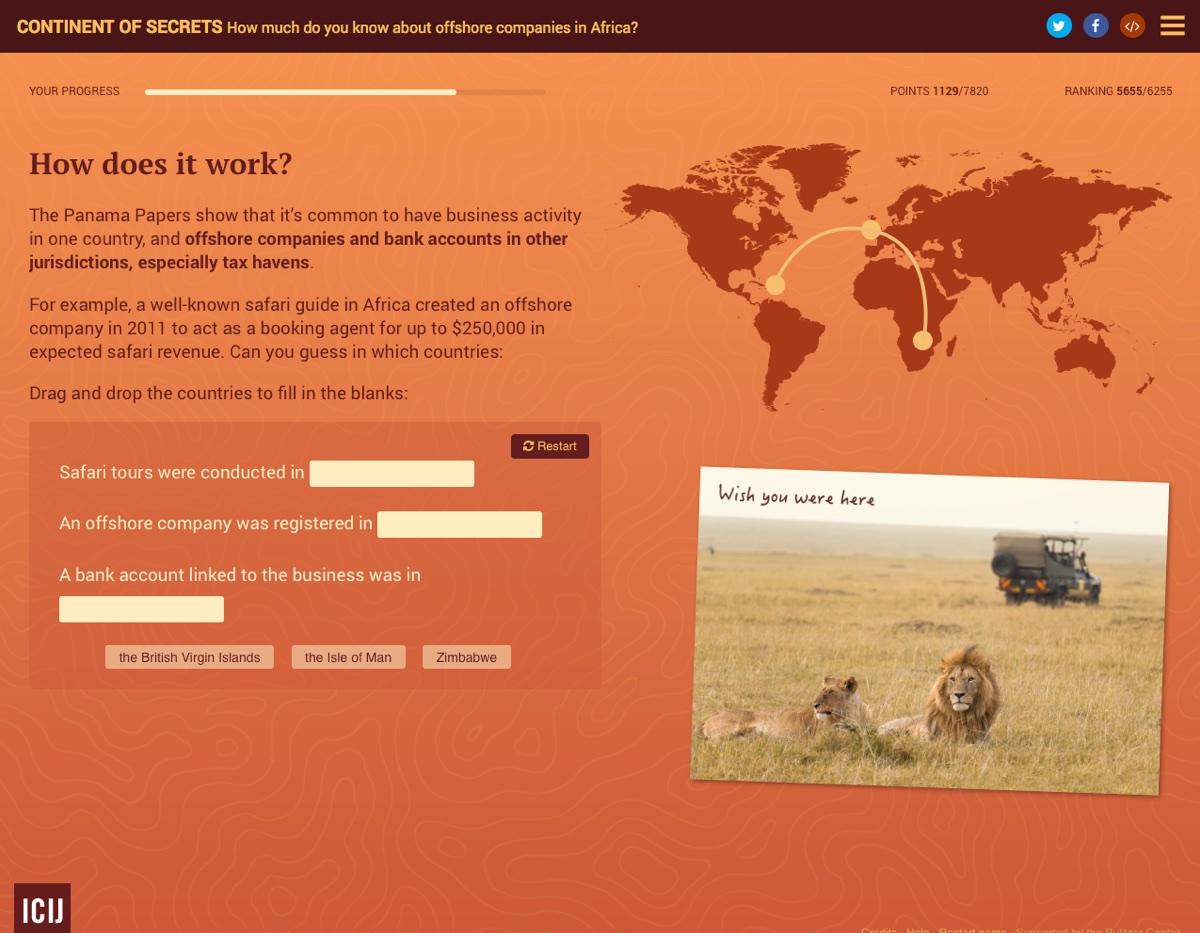 CONTINENT OF SECRETS How much do you know about offshore companies in Africa?
YOUR PROGRESS
POINTS 1129/7820
RANKING 5655/6255
How does it work?
The Panama Papers show that it’s common to have business activity
in one country, and offshore companies and bank accounts in other
jurisdictions, especially tax havens.
For example, a well-known safari guide in Africa created an offshore
company in 2011 to act as a booking agent for up to $250,000 in
expected safari revenue. Can you guess in which countries:
Drag and drop the countries to fill in the blanks:
Restart
Safari tours were conducted in
An offshore company was registered in
A bank account linked to the business was in
the British Virgin Islands
the Isle of Man
Zimbabwe
Wish you were here
ICIJ
Credits · Help · Restart game · Supported by the Pulitzer Center